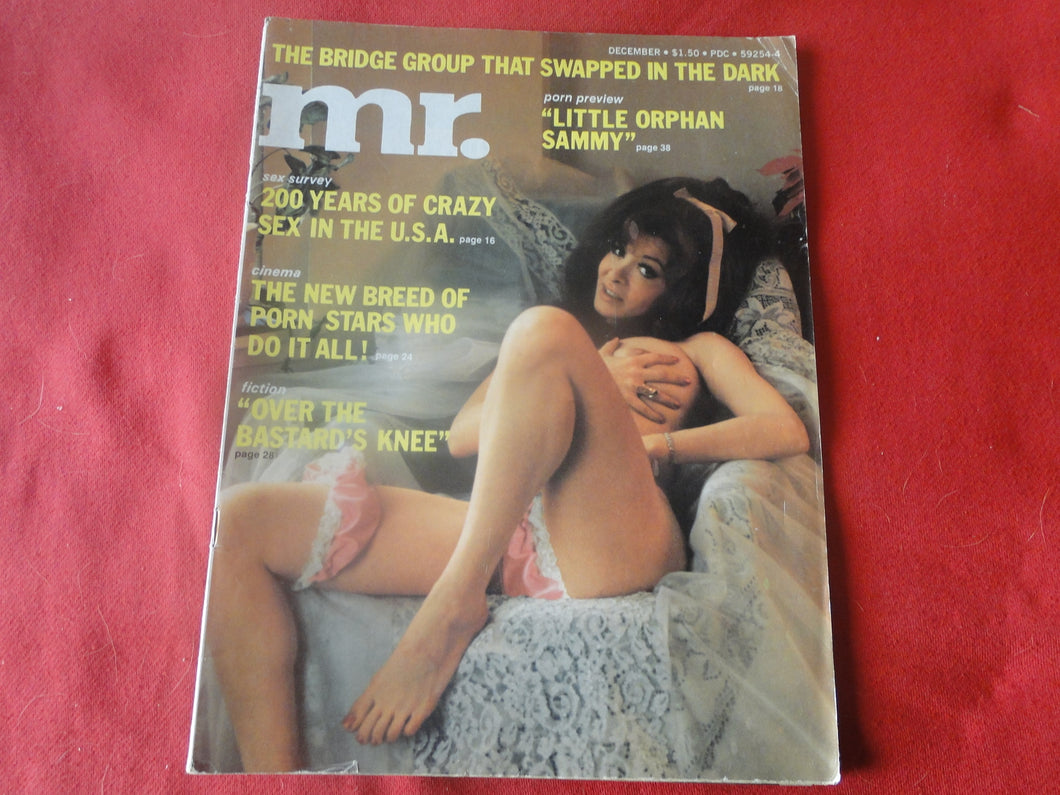 DECEMBER • $1.50 • PDC • 59254-4
THE BRIDGE GROUP THAT SWAPPED IN THE DARK
page 18
mr.
porn preview
"LITTLE ORPHAN
SAMMY" page 38
sex survey
200 YEARS OF CRAZY
SEX IN THE U.S.A. page 16
cinema
THE NEW BREED OF
PORN STARS WHO
DO IT ALL! page 24
fiction
"OVER THE
BASTARD'S KNEE"
page 28